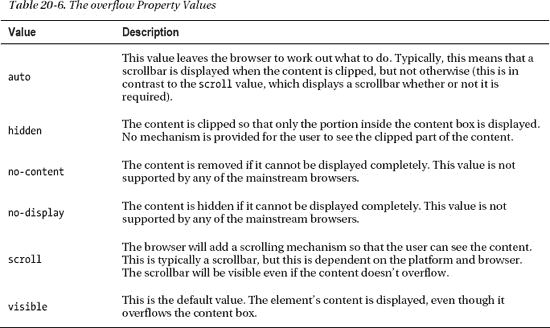 Table 20-6. The overflow Property Values
Value Description
auto This value leaves the browser to work out what to do. Typically, this means that a
scrollbar is displayed when the content is clipped, but not otherwise (this is in
contrast to the scroll value, which displays a scrollbar whether or not it is
required).
hidden The content is clipped so that only the portion inside the content box is displayed.
No mechanism is provided for the user to see the clipped part of the content.
no-content The content is removed if it cannot be displayed completely. This value is not
supported by any of the mainstream browsers.
no-display The content is hidden if it cannot be displayed completely. This value is not
supported by any of the mainstream browsers.
scroll The browser will add a scrolling mechanism so that the user can see the content.
This is typically a scrollbar, but this is dependent on the platform and browser.
The scrollbar will be visible even if the content doesn't overflow.
visible This is the default value. The element's content is displayed, even though it
overflows the content box.